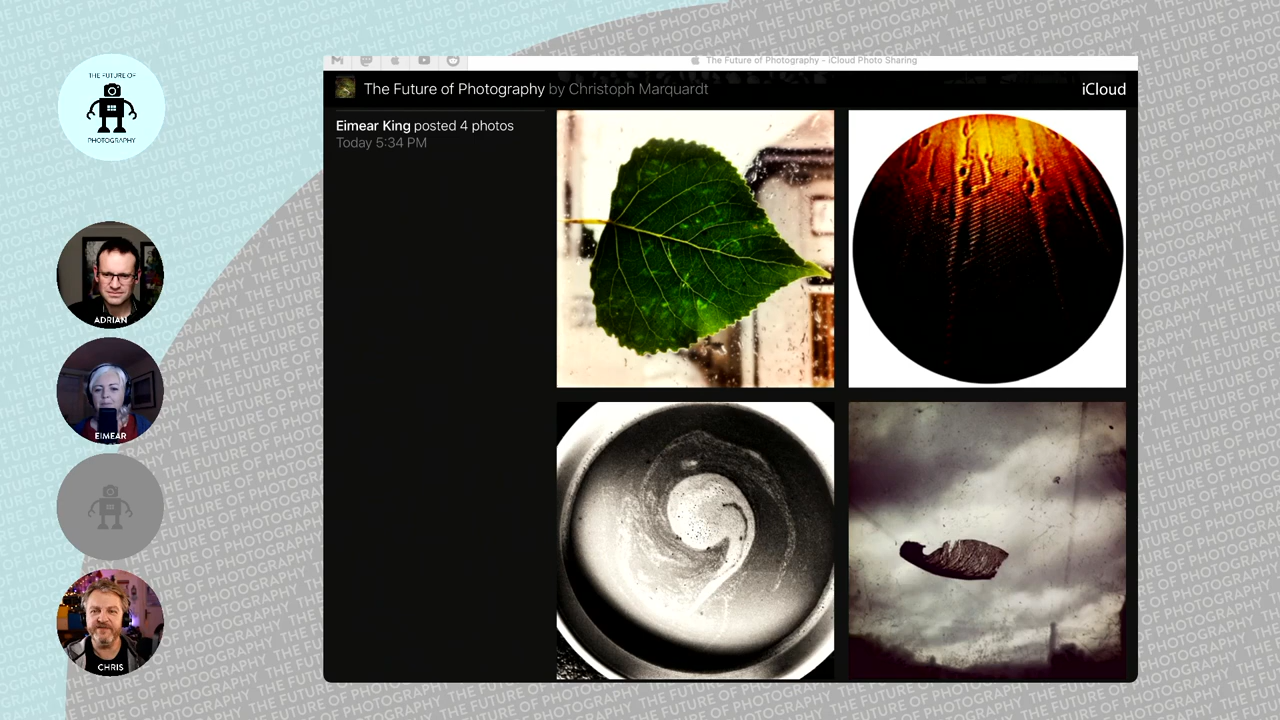 THE FUTURE OF
PHOTOGRAPHY
ADRIAN
EIMEAR
CHRIS
The Future of Photography - iCloud Photo Sharing
The Future of Photography by Christoph Marquardt
iCloud
Eimear King posted 4 photos
Today 5:34 PM
THE FUTURE OF PHOTOGRAPHY